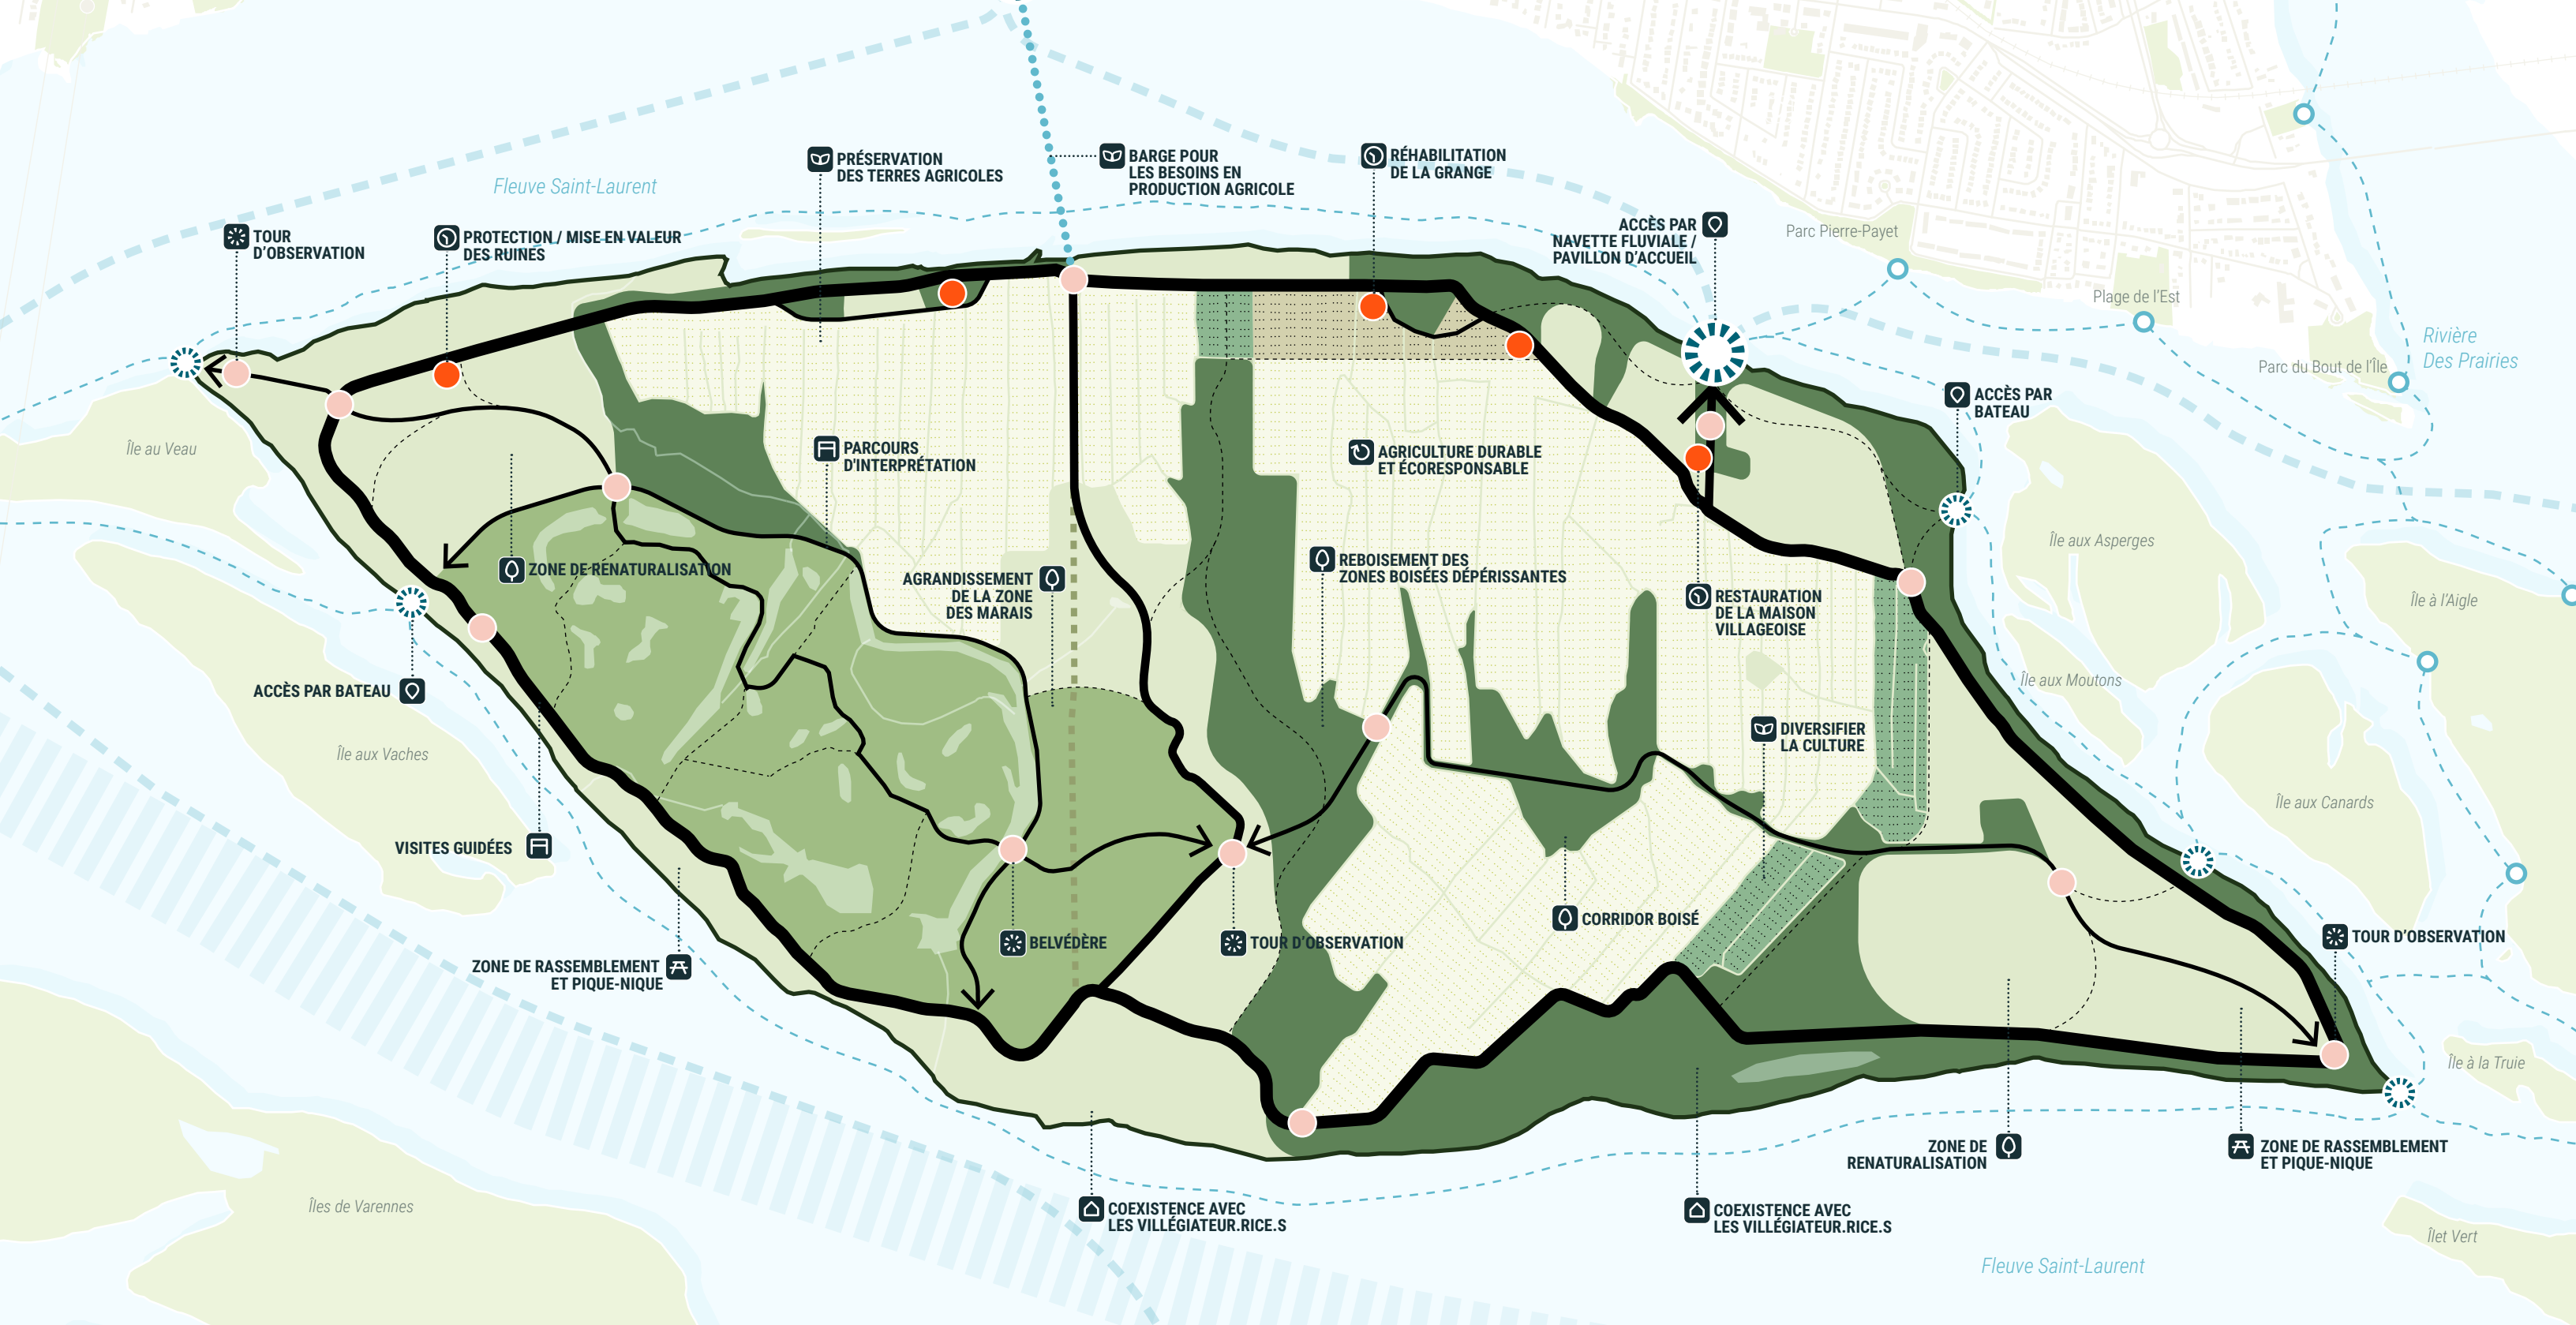 Fleuve Saint-Laurent
TOUR
D'OBSERVATION
PROTECTION / MISE EN VALEUR
DES RUINES
PRÉSERVATION
DES TERRES AGRICOLES
BARGE POUR
LES BESOINS EN
PRODUCTION AGRICOLE
RÉHABILITATION
DE LA GRANGE
ACCÈS PAR
NAVETTE FLUVIALE /
PAVILLON D'ACCUEIL
Parc Pierre-Payet
Plage de l'Est
Parc du Bout de l'Île
Rivière
Des Prairies
ACCÈS PAR
BATEAU
Île au Veau
PARCOURS
D'INTERPRÉTATION
AGRICULTURE DURABLE
ET ÉCORESPONSABLE
Île aux Asperges
Île à l'Aigle
ZONE DE RENATURALISATION
AGRANDISSEMENT
DE LA ZONE
DES MARAIS
REBOISEMENT DES
ZONES BOISÉES DÉPÉRISSANTES
RESTAURATION
DE LA MAISON
VILLAGEOISE
Île aux Moutons
ACCÈS PAR BATEAU
Île aux Vaches
DIVERSIFIER
LA CULTURE
Île aux Canards
VISITES GUIDÉES
CORRIDOR BOISÉ
BELVÉDÈRE
TOUR D'OBSERVATION
TOUR D'OBSERVATION
ZONE DE RASSEMBLEMENT
ET PIQUE-NIQUE
Île à la Truie
ZONE DE
RENATURALISATION
ZONE DE RASSEMBLEMENT
ET PIQUE-NIQUE
Îles de Varennes
COEXISTENCE AVEC
LES VILLÉGIATEUR.RICE.S
COEXISTENCE AVEC
LES VILLÉGIATEUR.RICE.S
Îlet Vert
Fleuve Saint-Laurent